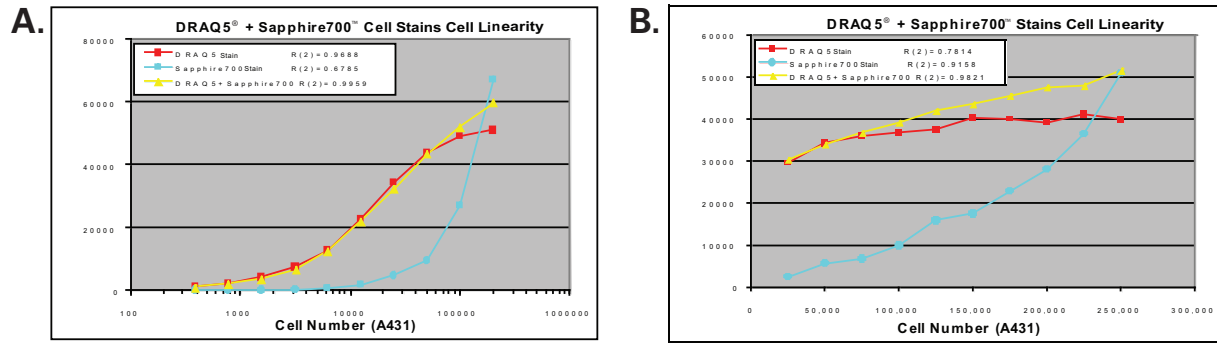 A.
DRAQ5® + Sapphire700™ Cell Stains Cell Linearity
80000
DRAQ5 Stain R(2)=0.9688
Sapphire700 Stain R(2)=0.6785
DRAQ5+ Sapphire700 R(2)=0.9959
60000
40000
20000
0
100 1000 10000 100000 1000000
Cell Number (A431)
B.
DRAQ5® + Sapphire700™ Stains Cell Linearity
60000
DRAQ5 Stain R(2)=0.7814
Sapphire700 Stain R(2)=0.9158
DRAQ5+ Sapphire700 R(2)=0.9821
50000
40000
30000
20000
10000
0
0 50,000 100,000 150,000 200,000 250,000 300,000
Cell Number (A431)